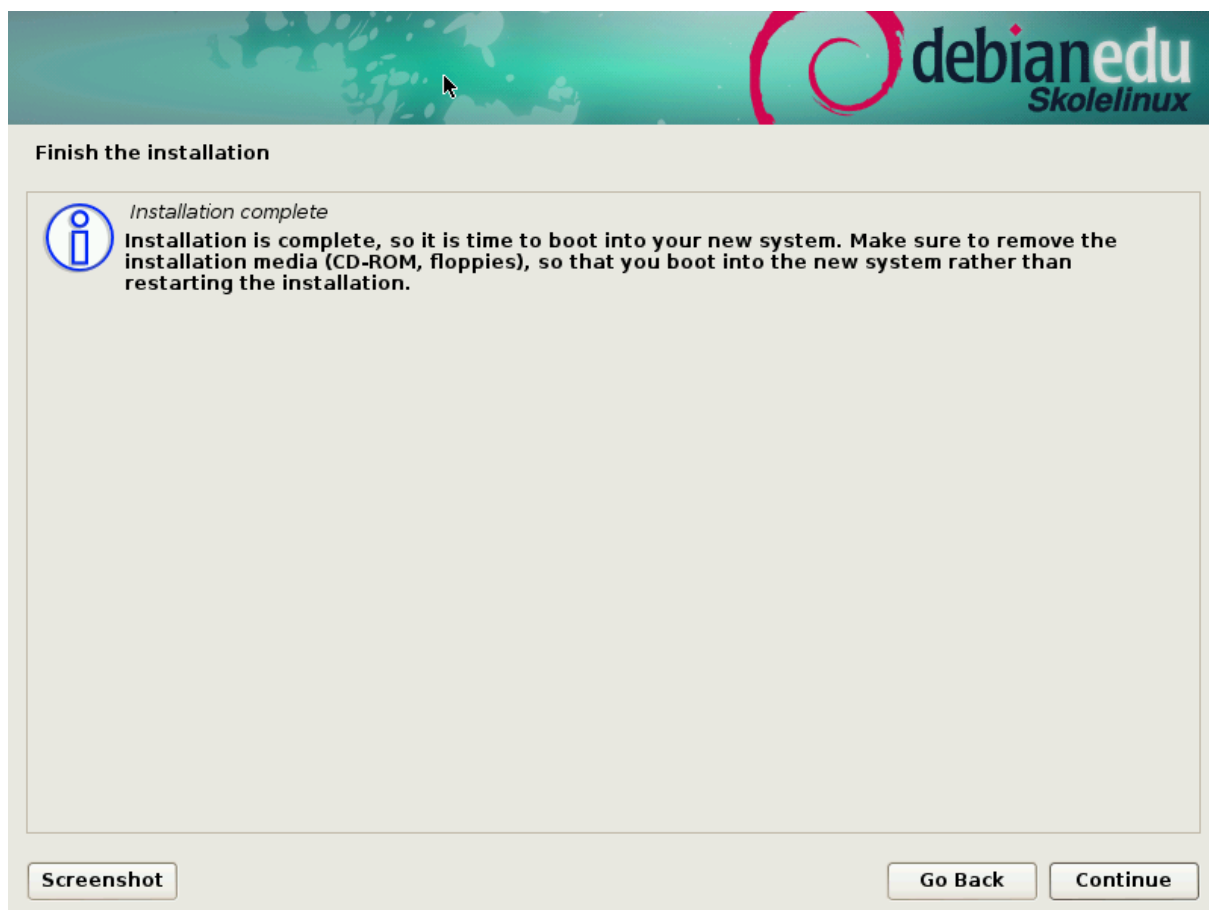 debianedu
Skolelinux
Finish the installation
Installation complete
Installation is complete, so it is time to boot into your new system. Make sure to remove the
installation media (CD-ROM, floppies), so that you boot into the new system rather than
restarting the installation.
Screenshot Go Back Continue